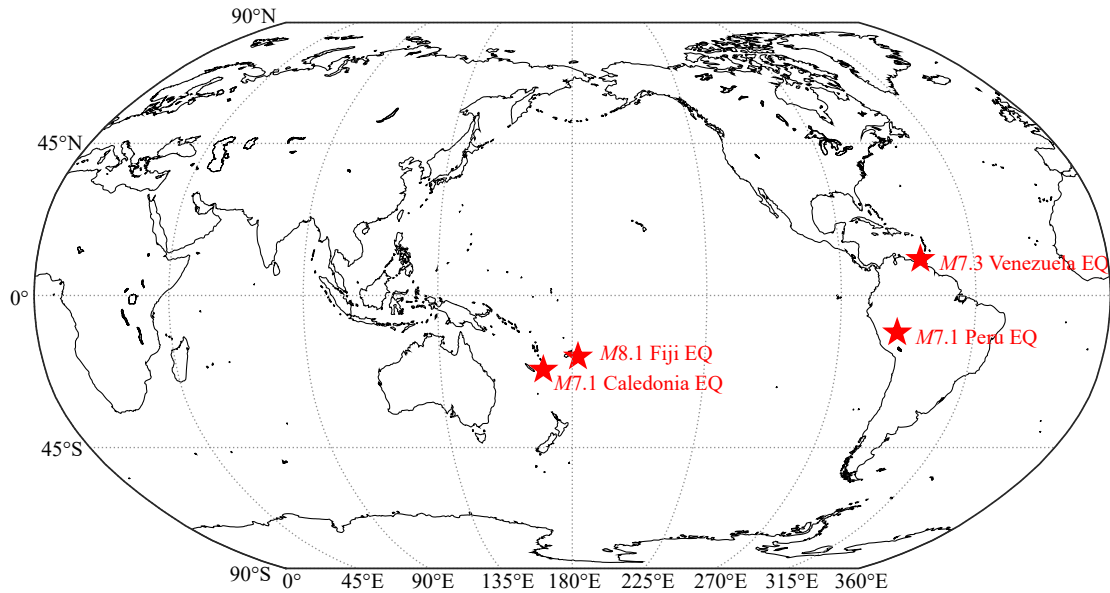 90°N
45°N
0°
M7.3 Venezuela EQ
M7.1 Peru EQ
M8.1 Fiji EQ
M7.1 Caledonia EQ
45°S
90°S
0° 45°E 90°E 135°E 180°E 225°E 270°E 315°E 360°E